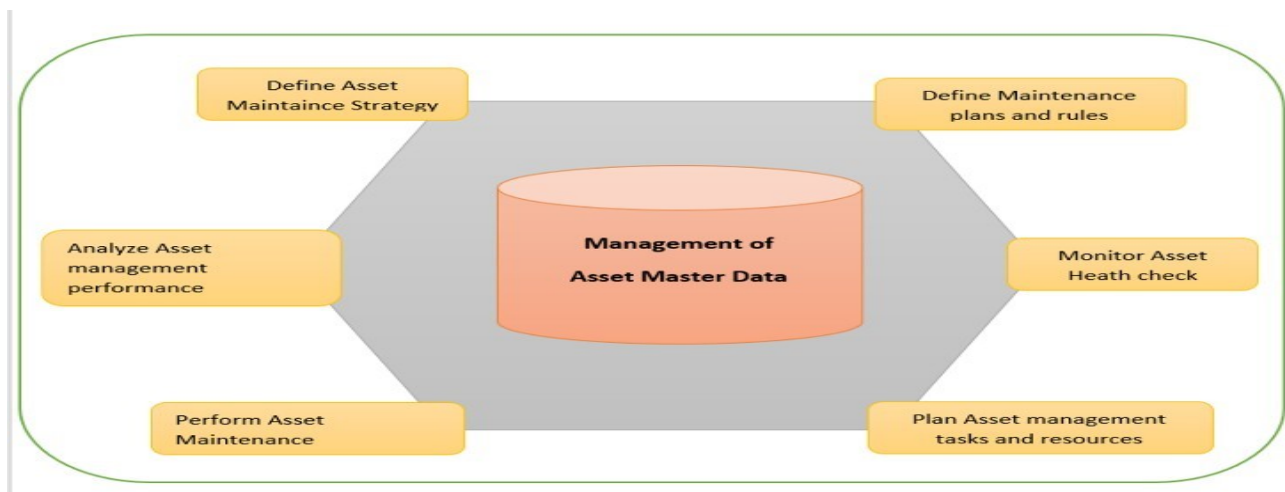 Define Asset
Maintaince Strategy
Define Maintenance
plans and rules
Management of
Asset Master Data
Analyze Asset
management
performance
Monitor Asset
Heath check
Perform Asset
Maintenance
Plan Asset management
tasks and resources